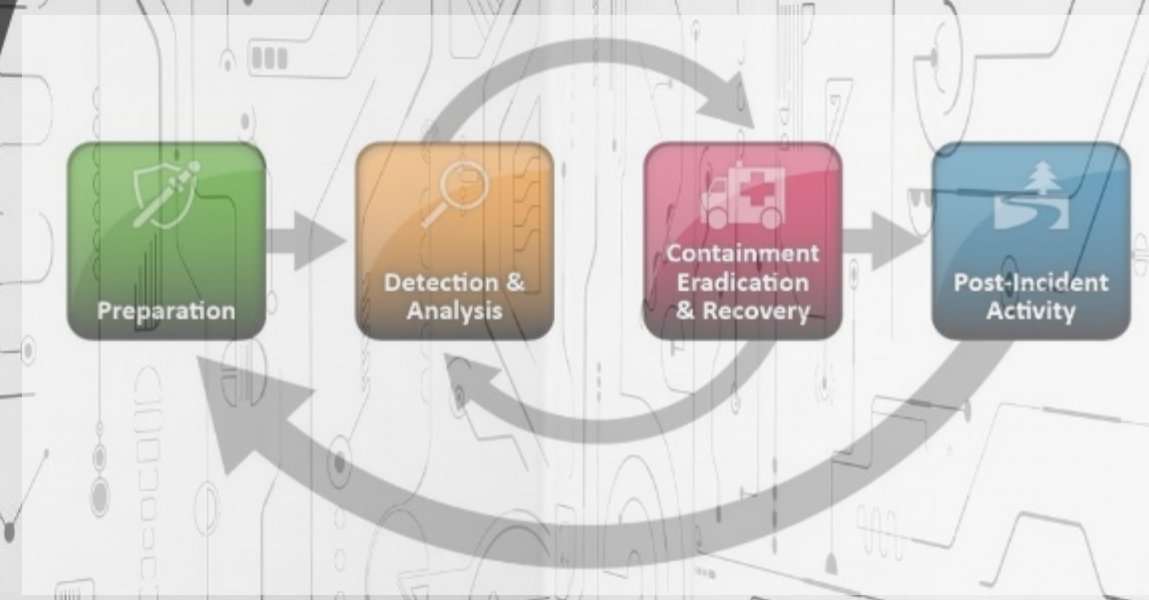 Preparation
Detection &
Analysis
Containment
Eradication
& Recovery
Post-Incident
Activity